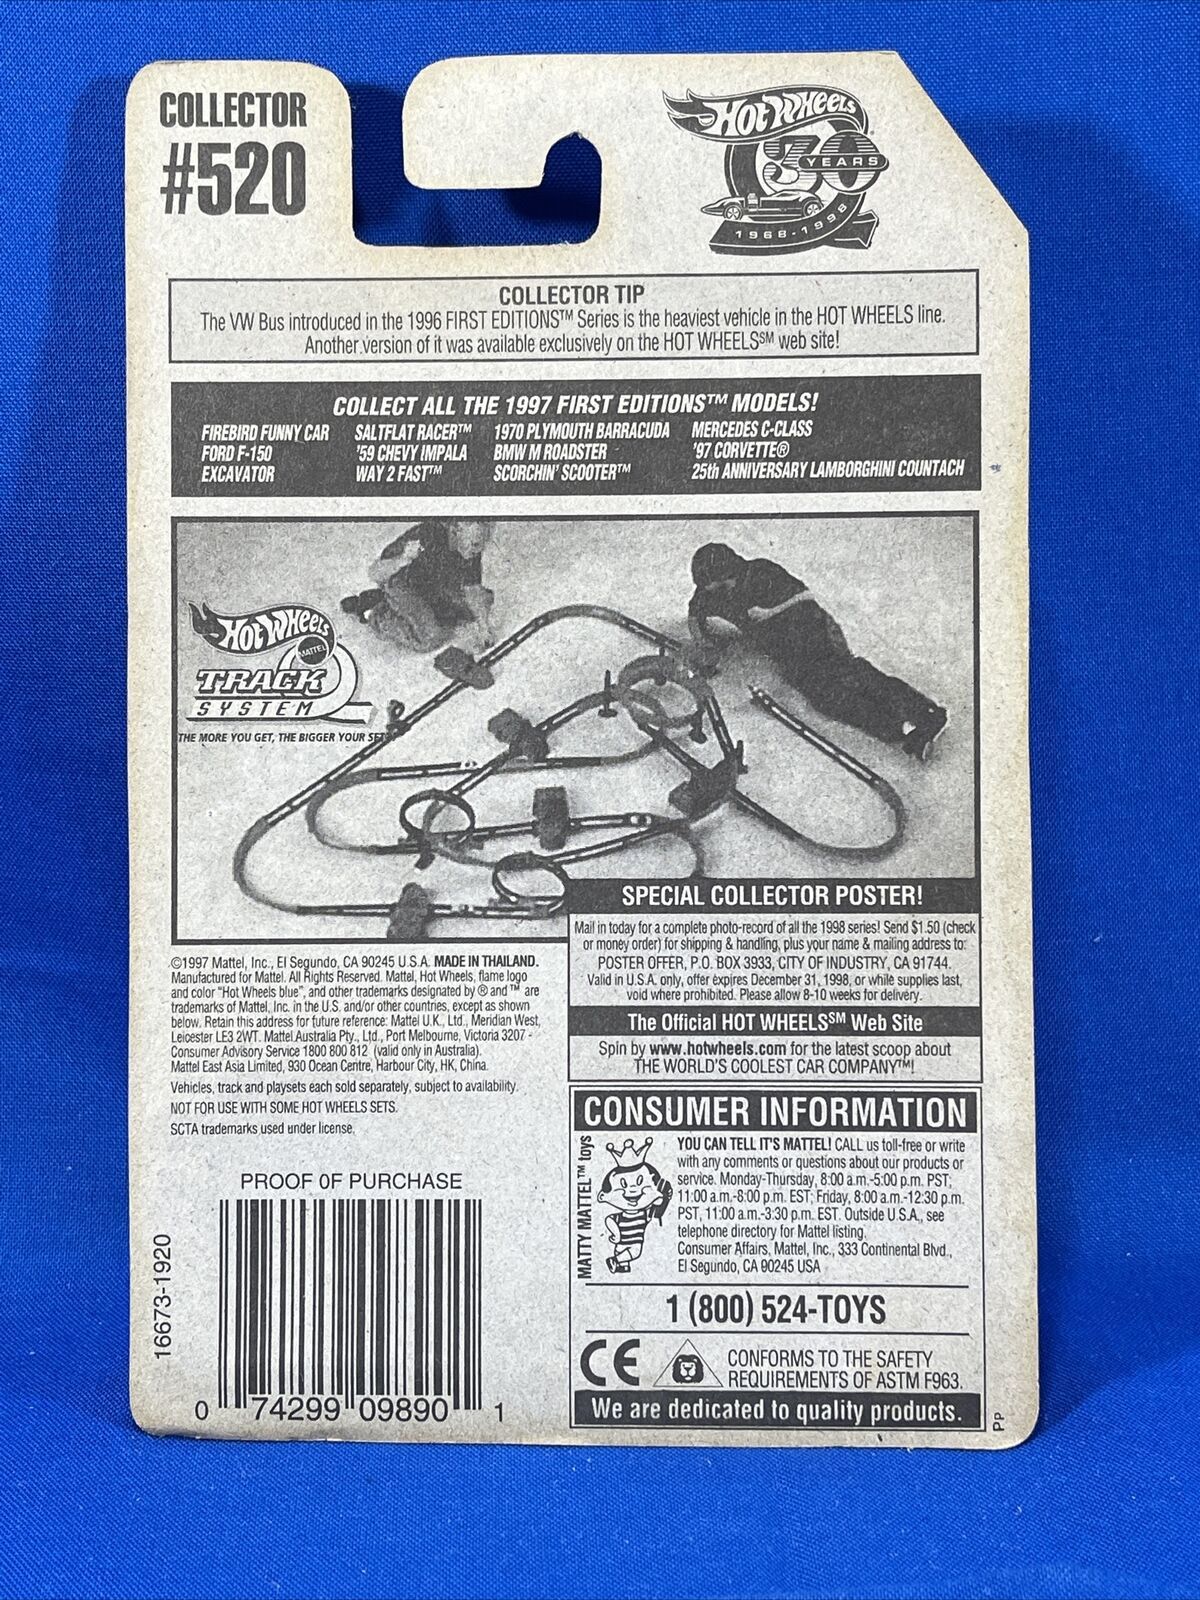 COLLECTOR
#520
HOT WHEELS
30 YEARS
1968-1998
COLLECTOR TIP
The VW Bus introduced in the 1996 FIRST EDITIONS™ Series is the heaviest vehicle in the HOT WHEELS line.
Another version of it was available exclusively on the HOT WHEELS℠ web site!
COLLECT ALL THE 1997 FIRST EDITIONS™ MODELS!
FIREBIRD FUNNY CAR SALTFLAT RACER™ 1970 PLYMOUTH BARRACUDA MERCEDES C-CLASS
FORD F-150 '59 CHEVY IMPALA BMW M ROADSTER '97 CORVETTE®
EXCAVATOR WAY 2 FAST™ SCORCHIN' SCOOTER™ 25th ANNIVERSARY LAMBORGHINI COUNTACH
HOT WHEELS
MATTEL
TRACK
SYSTEM
THE MORE YOU GET, THE BIGGER YOUR SET
SPECIAL COLLECTOR POSTER!
Mail in today for a complete photo-record of all the 1998 series! Send $1.50 (check
or money order) for shipping & handling, plus your name & mailing address to:
POSTER OFFER, P.O. BOX 3933, CITY OF INDUSTRY, CA 91744.
Valid in U.S.A. only, offer expires December 31, 1998, or while supplies last,
void where prohibited. Please allow 8-10 weeks for delivery.
The Official HOT WHEELS℠ Web Site
Spin by www.hotwheels.com for the latest scoop about
THE WORLD'S COOLEST CAR COMPANY™!
©1997 Mattel, Inc., El Segundo, CA 90245 U.S.A. MADE IN THAILAND.
Manufactured for Mattel. All Rights Reserved. Mattel, Hot Wheels, flame logo
and color "Hot Wheels blue", and other trademarks designated by ® and ™ are
trademarks of Mattel, Inc. in the U.S. and/or other countries, except as shown
below. Retain this address for future reference: Mattel U.K., Ltd., Meridian West,
Leicester LE3 2WT. Mattel Australia Pty., Ltd., Port Melbourne, Victoria 3207 -
Consumer Advisory Service 1800 800 812 (valid only in Australia).
Mattel East Asia Limited, 930 Ocean Centre, Harbour City, HK, China.
Vehicles, track and playsets each sold separately, subject to availability.
NOT FOR USE WITH SOME HOT WHEELS SETS.
SCTA trademarks used under license.
PROOF OF PURCHASE
16673-1920
0 74299 09890 1
CONSUMER INFORMATION
MATTY MATTEL™ toys
YOU CAN TELL IT'S MATTEL! CALL us toll-free or write
with any comments or questions about our products or
service. Monday-Thursday, 8:00 a.m.-5:00 p.m. PST,
11:00 a.m.-8:00 p.m. EST; Friday, 8:00 a.m.-12:30 p.m.
PST, 11:00 a.m.-3:30 p.m. EST. Outside U.S.A., see
telephone directory for Mattel listing.
Consumer Affairs, Mattel, Inc., 333 Continental Blvd.,
El Segundo, CA 90245 USA
1 (800) 524-TOYS
CE
CONFORMS TO THE SAFETY
REQUIREMENTS OF ASTM F963.
We are dedicated to quality products.
PP